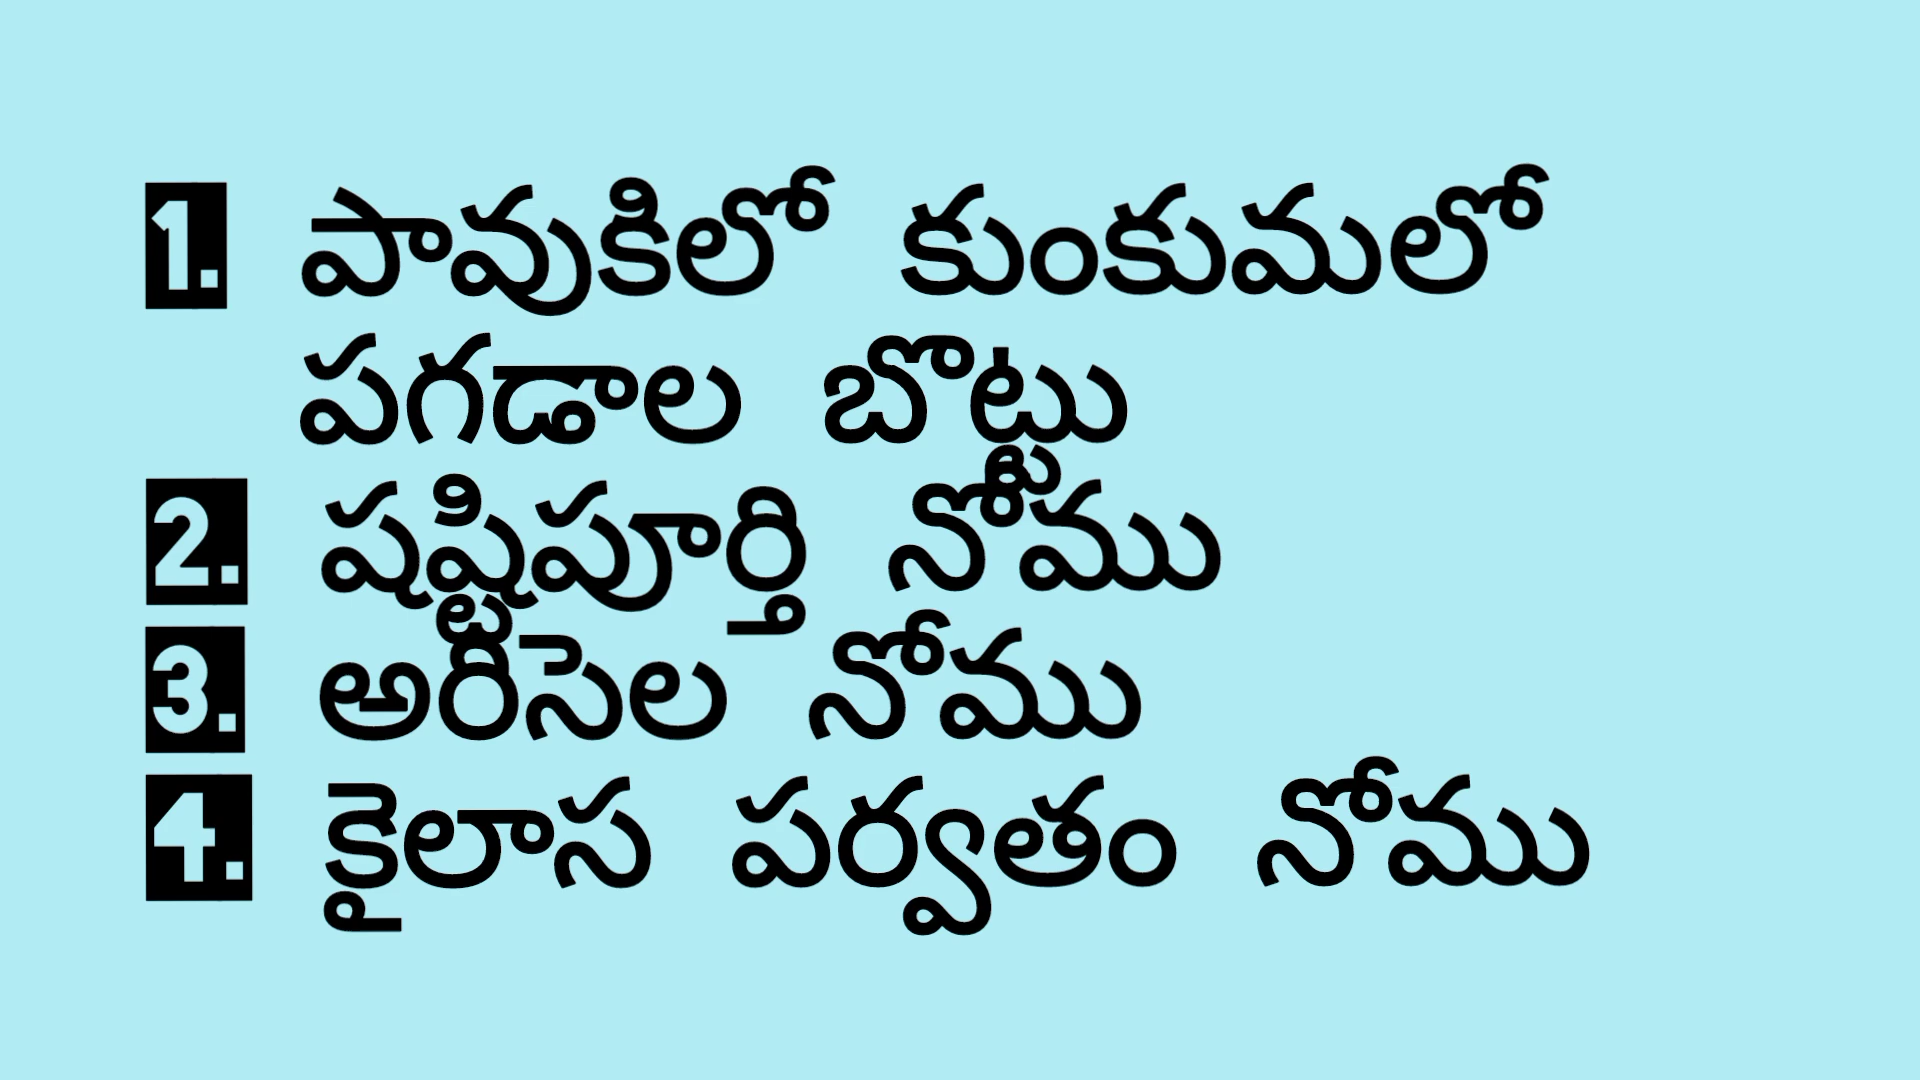 1. పావుకిలో కుంకుమలో
పగడాల బొట్టు
2. షష్టిపూర్తి నోము
3. అరిసెల నోము
4. కైలాస పర్వతం నోము